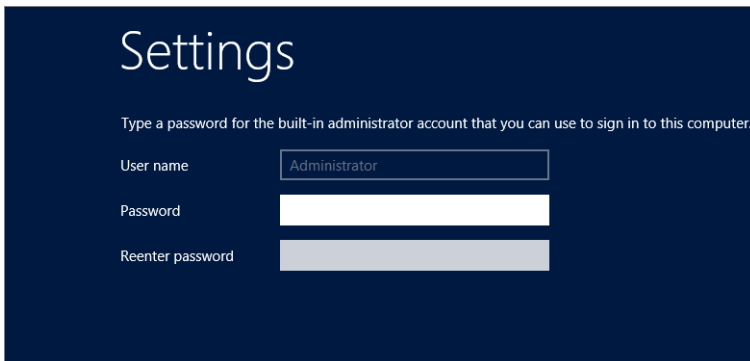 Settings
Type a password for the built-in administrator account that you can use to sign in to this computer.
User name
Administrator
Password
Reenter password